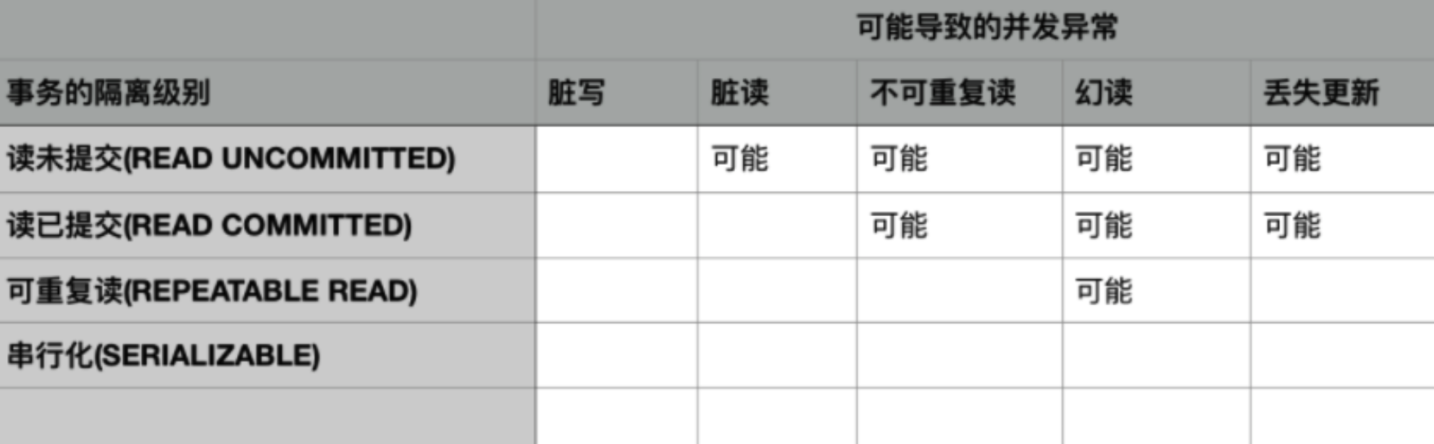 可能导致的并发异常
事务的隔离级别 脏写 脏读 不可重复读 幻读 丢失更新
读未提交(READ UNCOMMITTED) 可能 可能 可能 可能
读已提交(READ COMMITTED) 可能 可能 可能
可重复读(REPEATABLE READ) 可能
串行化(SERIALIZABLE)